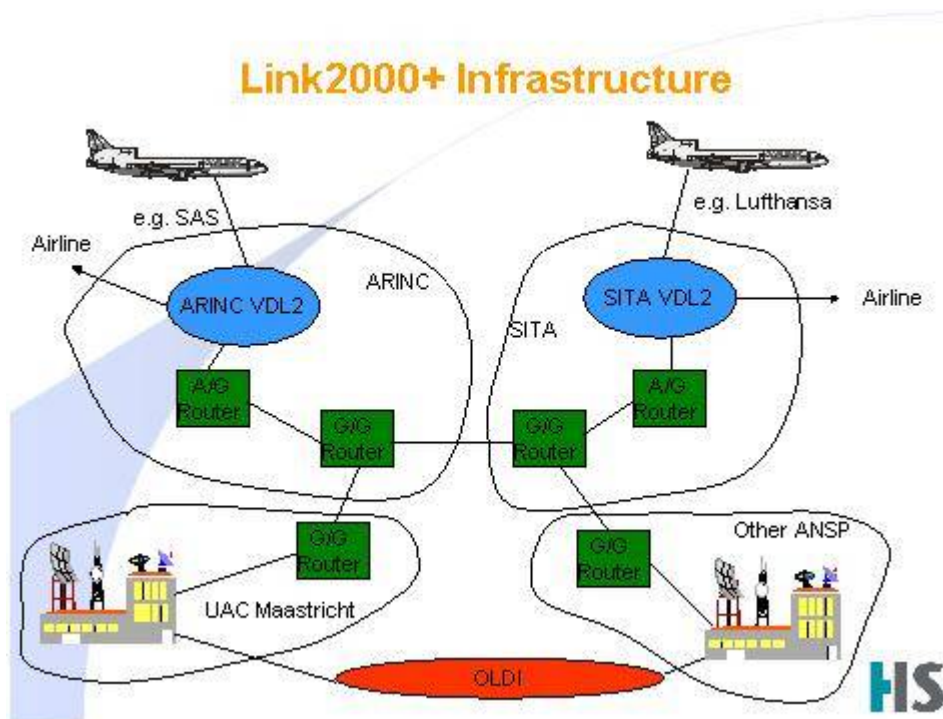 Link2000+ Infrastructure
e.g. SAS
e.g. Lufthansa
Airline
ARINC
ARINC VDL2
SITA VDL2
Airline
SITA
A/G
Router
A/G
Router
G/G
Router
G/G
Router
G/G
Router
G/G
Router
Other ANSP
UAC Maastricht
OLDI
HS